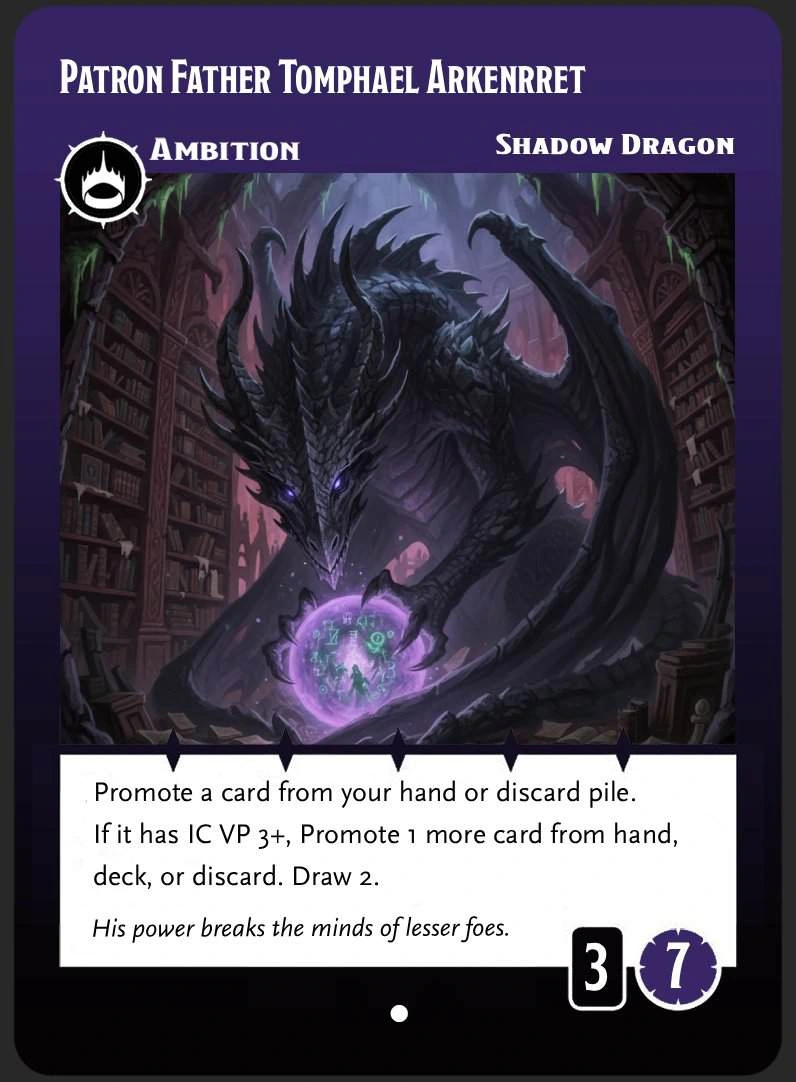 Patron Father Tomphael Arkenrret
Ambition
Shadow Dragon
Promote a card from your hand or discard pile.
If it has IC VP 3+, Promote 1 more card from hand,
deck, or discard. Draw 2.
His power breaks the minds of lesser foes.
3
7